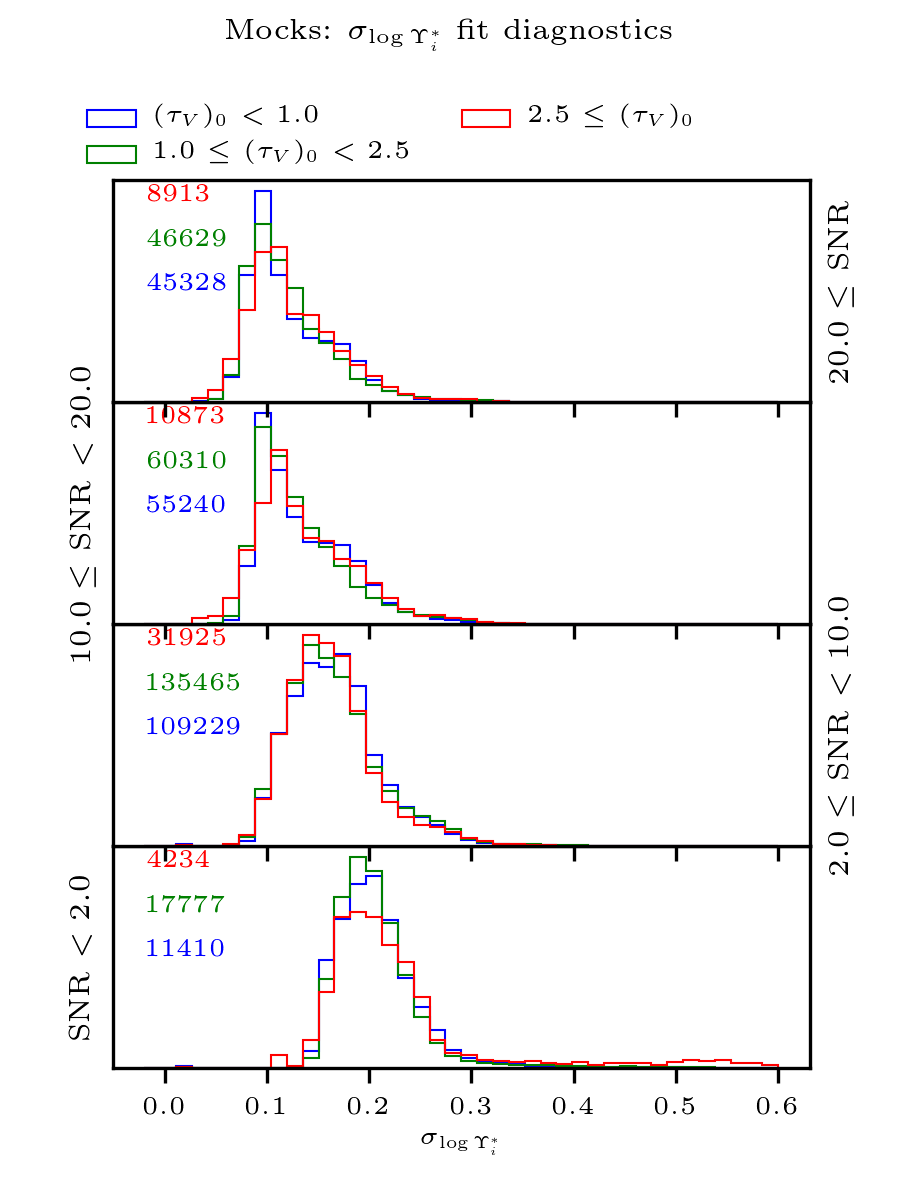 Mocks: σ_{log Υ_i^*} fit diagnostics
(τ_V)_0 < 1.0
2.5 ≤ (τ_V)_0
1.0 ≤ (τ_V)_0 < 2.5
8913
46629
45328
20.0 ≤ SNR
10873
60310
55240
10.0 ≤ SNR < 20.0
31925
135465
109229
2.0 ≤ SNR < 10.0
4234
17777
11410
SNR < 2.0
0.0 0.1 0.2 0.3 0.4 0.5 0.6
σ_{log Υ_i^*}